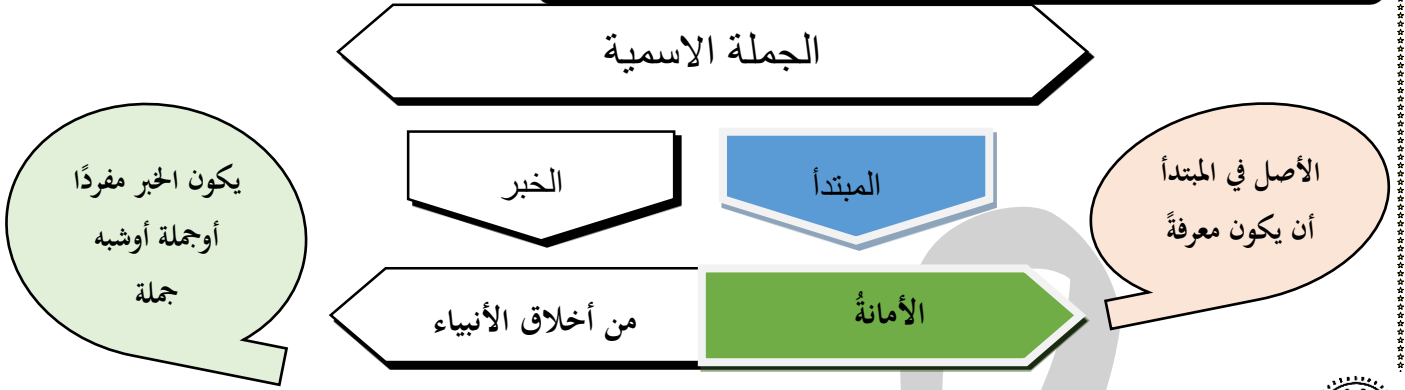 الجملة الاسمية
المبتدأ
الخبر
الأصل في المبتدأ
أن يكون معرفةً
يكون الخبر مفردًا
أوجملة أوشبه
جملة
الأمانةُ
من أخلاق الأنبياء